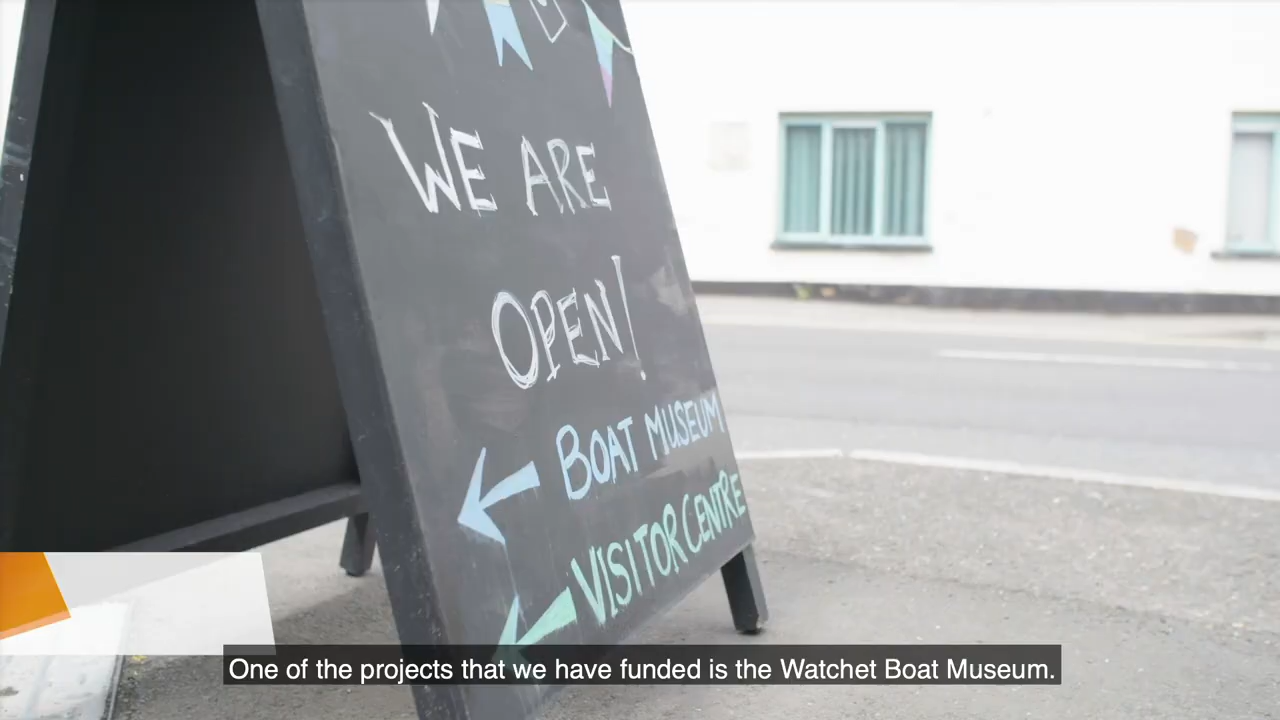 WE ARE
OPEN!
BOAT MUSEUM
VISITOR CENTRE
One of the projects that we have funded is the Watchet Boat Museum.